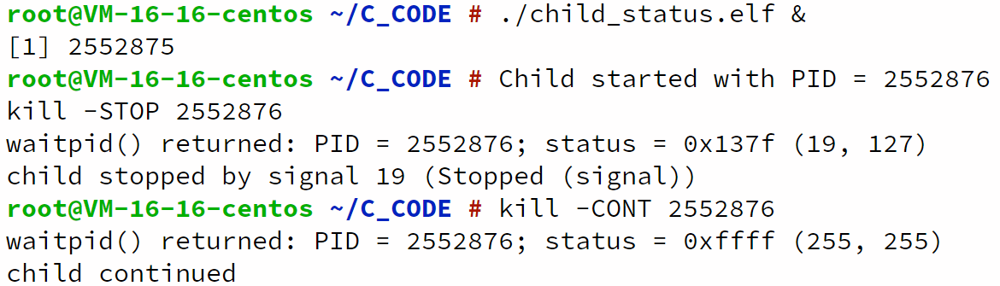 root@VM-16-16-centos ~/C_CODE # ./child_status.elf &
[1] 2552875
root@VM-16-16-centos ~/C_CODE # Child started with PID = 2552876
kill -STOP 2552876
waitpid() returned: PID = 2552876; status = 0x137f (19, 127)
child stopped by signal 19 (Stopped (signal))
root@VM-16-16-centos ~/C_CODE # kill -CONT 2552876
waitpid() returned: PID = 2552876; status = 0xffff (255, 255)
child continued